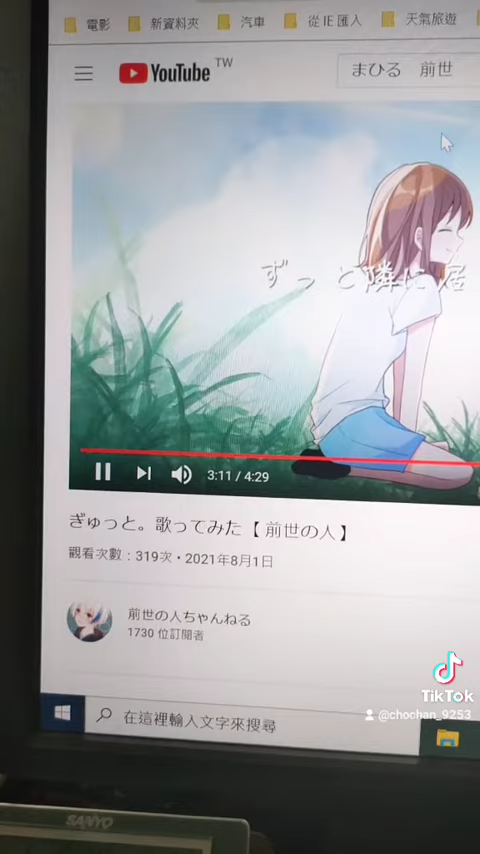 電影 新資料夾 汽車 從 IE 匯入 天氣旅遊
YouTube TW
まひる 前世
ずっと隣に居
3:11 / 4:29
ぎゅっと。歌ってみた【 前世の人】
觀看次數：319次 • 2021年8月1日
前世の人ちゃんねる
1730 位訂閱者
TikTok
@chochan_9253
在這裡輸入文字來搜尋
SANYO